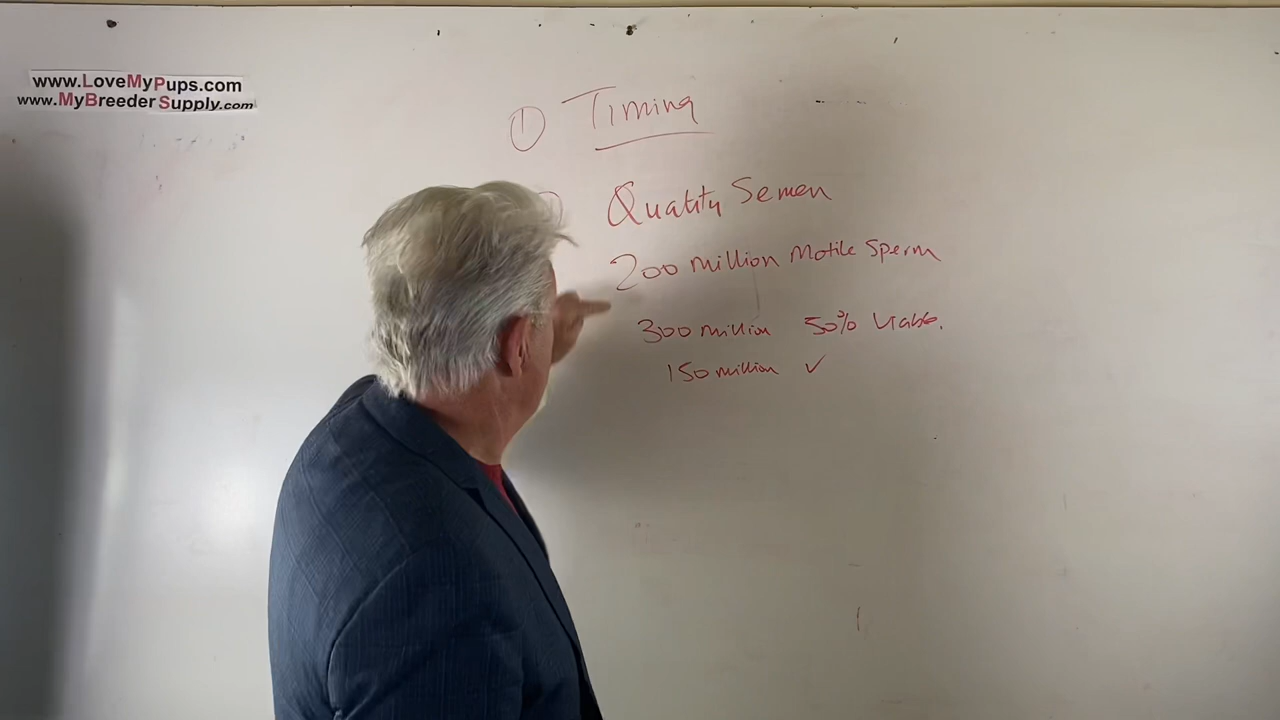 www.LoveMyPups.com
www.MyBreederSupply.com
① Timing
Quality Semen
200 million Motile Sperm
300 million 50% Viable.
150 million ✓